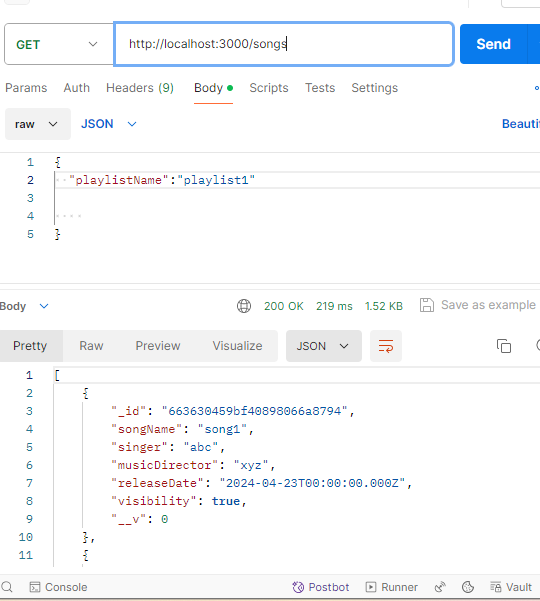 GET http://localhost:3000/songs Send
Params Auth Headers (9) Body Scripts Tests Settings
raw JSON Beauti
1 {
2 "playlistName":"playlist1"
3
4
5 }
Body 200 OK 219 ms 1.52 KB Save as example
Pretty Raw Preview Visualize JSON
1 [
2 {
3 "_id": "663630459bf40898066a8794",
4 "songName": "song1",
5 "singer": "abc",
6 "musicDirector": "xyz",
7 "releaseDate": "2024-04-23T00:00:00.000Z",
8 "visibility": true,
9 "__v": 0
10 },
11 {
Console Postbot Runner Vault